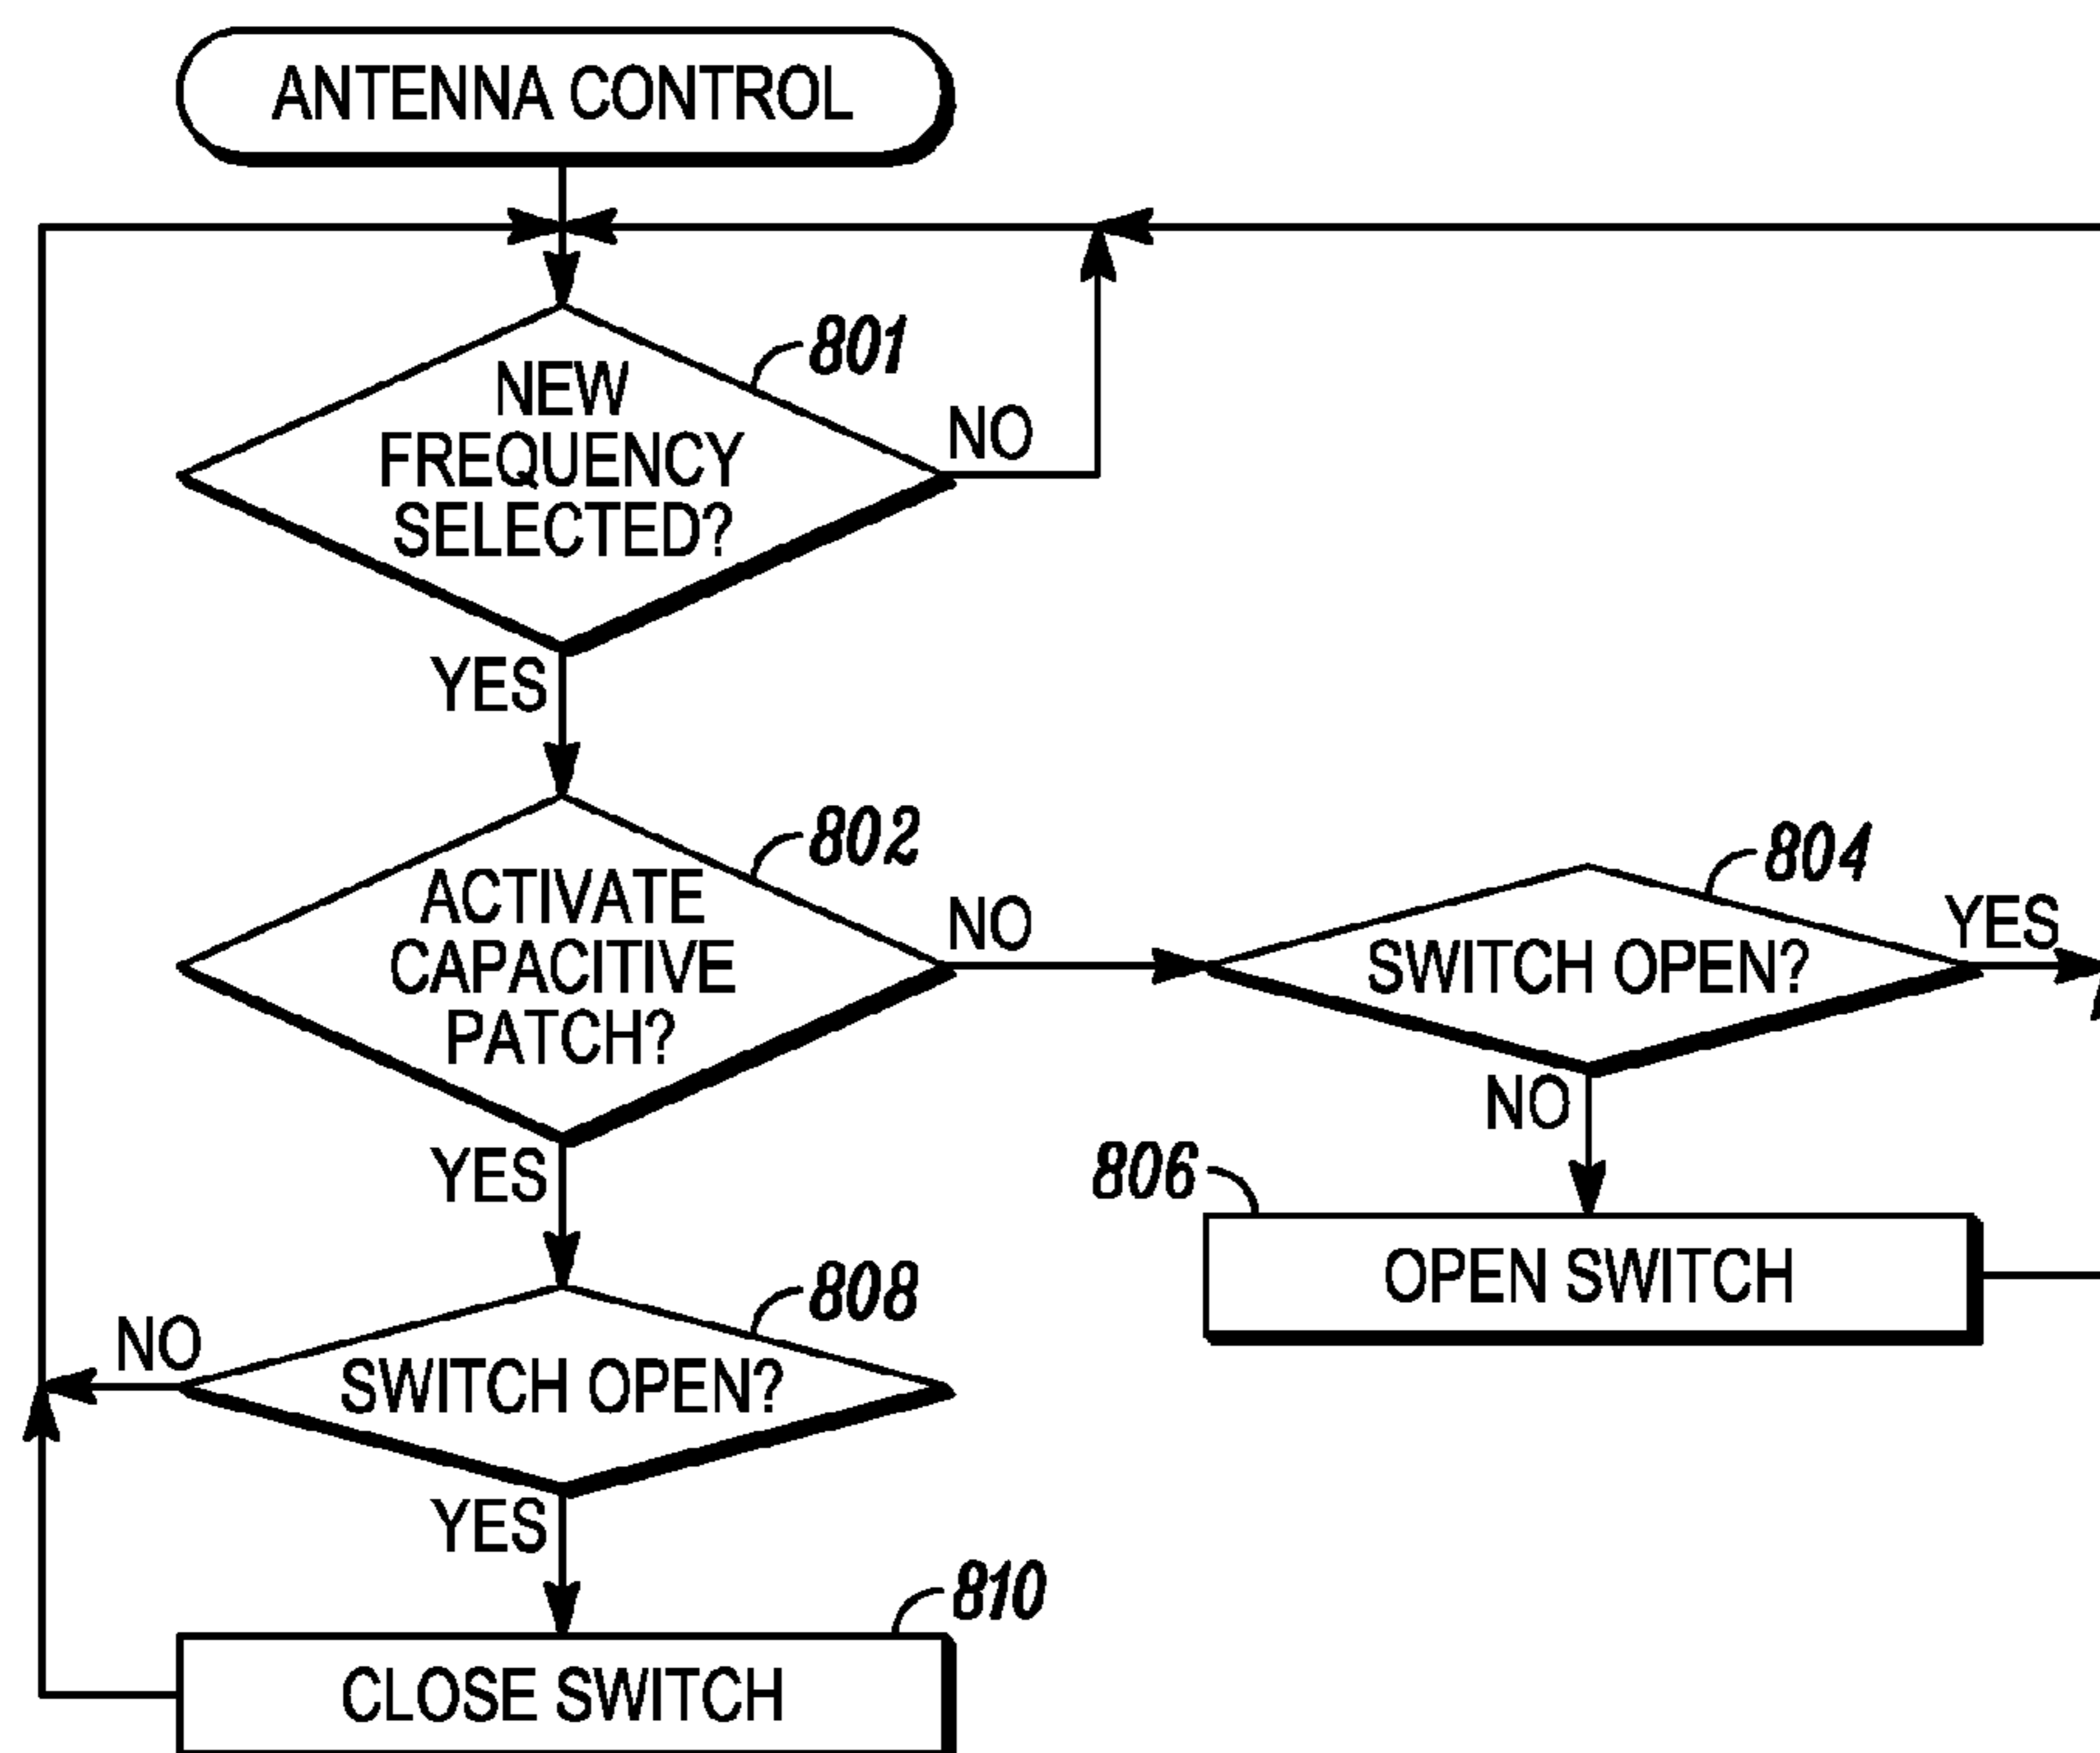 ANTENNA CONTROL
801
NEW
FREQUENCY
SELECTED?
NO
YES
802
ACTIVATE
CAPACITIVE
PATCH?
NO
YES
804
SWITCH OPEN?
YES
NO
806
OPEN SWITCH
808
SWITCH OPEN?
NO
YES
810
CLOSE SWITCH